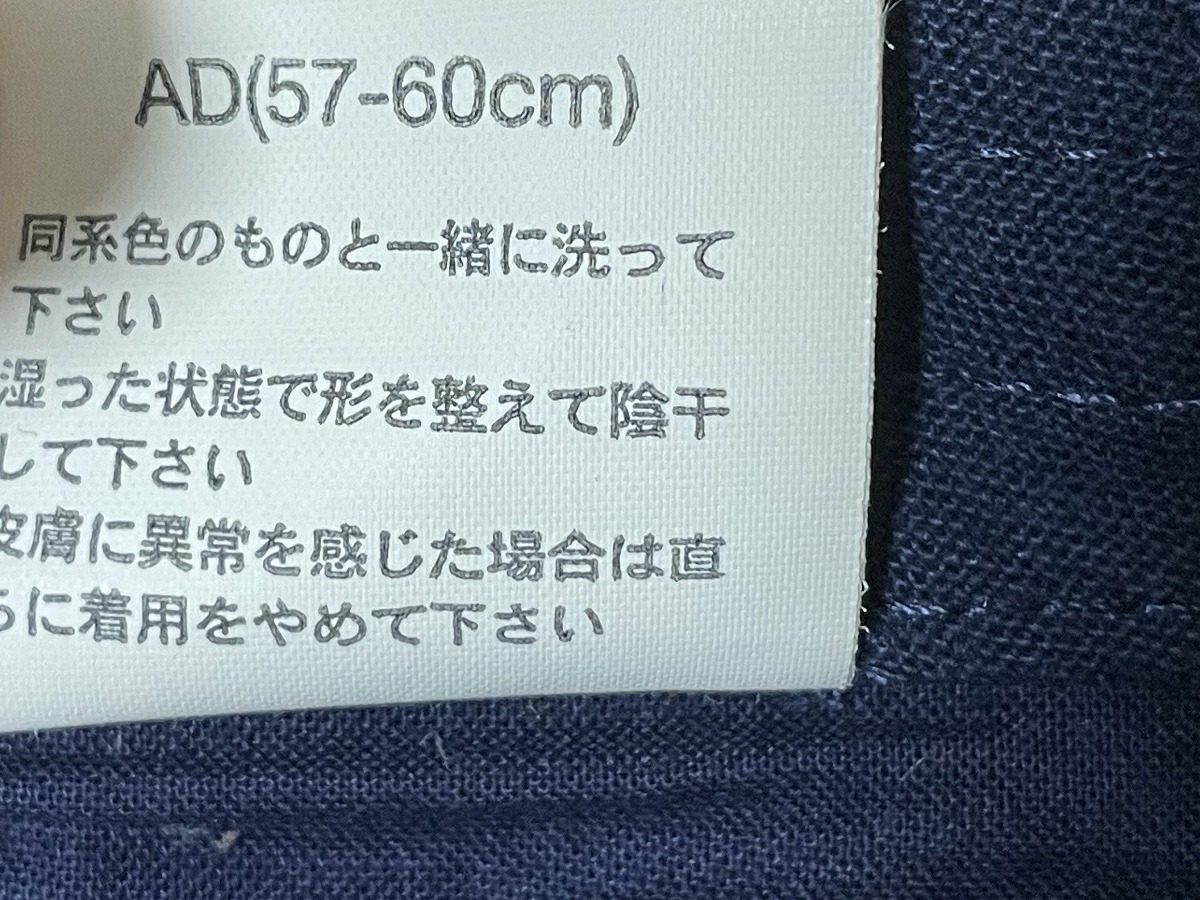 AD(57-60cm)
同系色のものと一緒に洗って
下さい
湿った状態で形を整えて陰干
して下さい
皮膚に異常を感じた場合は直
ちに着用をやめて下さい